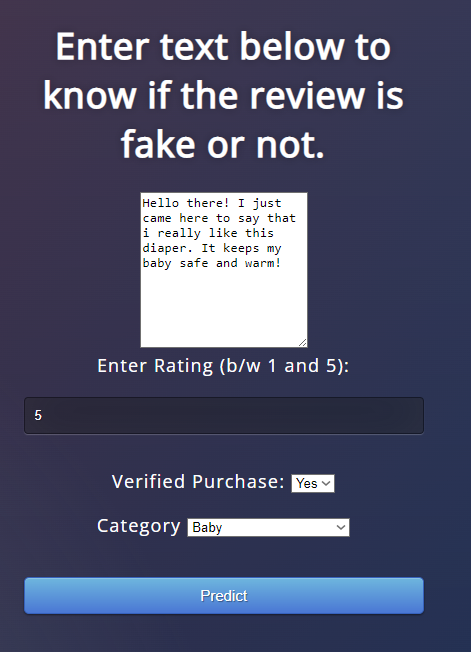 Enter text below to
know if the review is
fake or not.
Hello there! I just
came here to say that
i really like this
diaper. It keeps my
baby safe and warm!
Enter Rating (b/w 1 and 5):
5
Verified Purchase: Yes
Category Baby
Predict